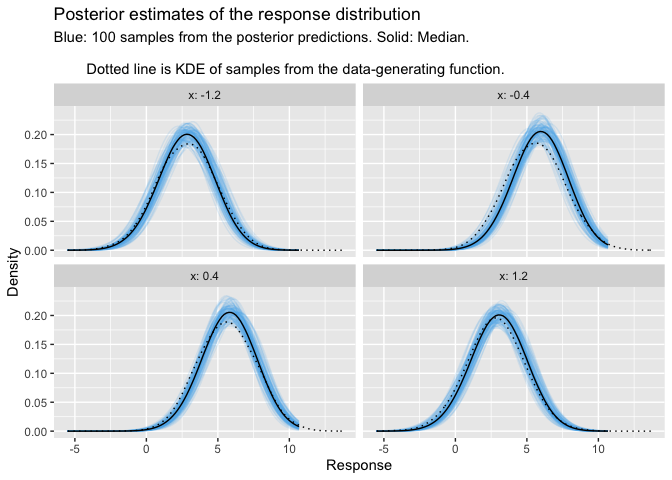 Posterior estimates of the response distribution
Blue: 100 samples from the posterior predictions. Solid: Median.
Dotted line is KDE of samples from the data-generating function.
x: -1.2
x: -0.4
0.20
0.15
0.10
0.05
0.00
Density
x: 0.4
x: 1.2
0.20
0.15
0.10
0.05
0.00
-5 0 5 10 -5 0 5 10
Response